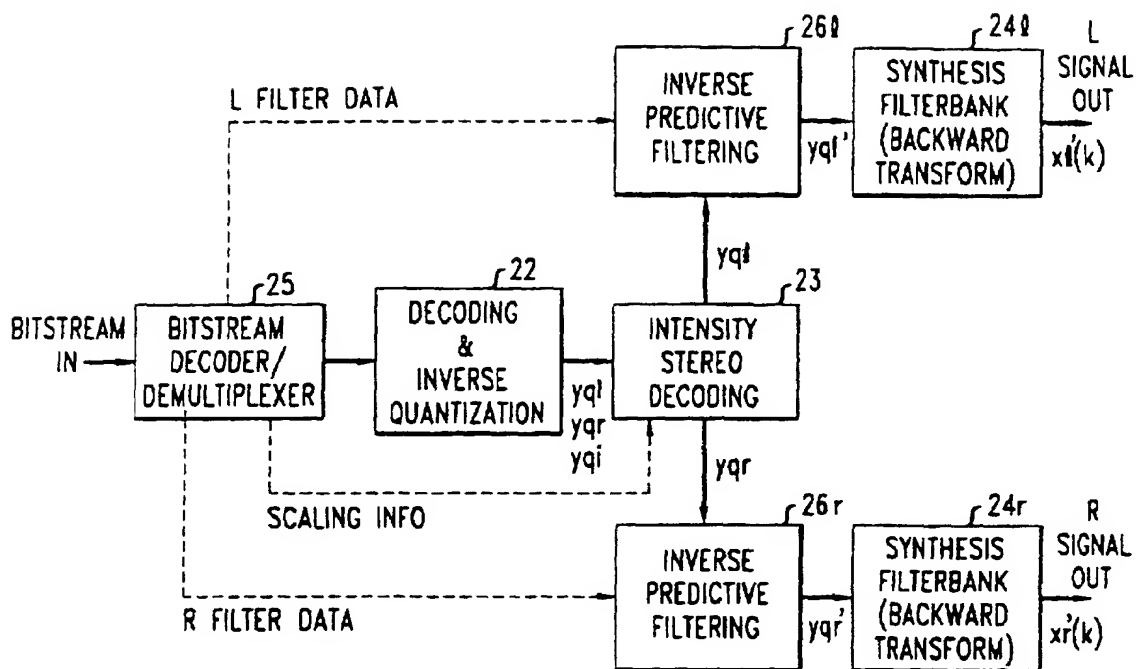 26ℓ
INVERSE
PREDICTIVE
FILTERING
yqℓ'
24ℓ
SYNTHESIS
FILTERBANK
(BACKWARD
TRANSFORM)
L
SIGNAL
OUT
xℓ'(k)
L FILTER DATA
yqℓ
BITSTREAM
IN
25
BITSTREAM
DECODER/
DEMULTIPLEXER
22
DECODING
&
INVERSE
QUANTIZATION
yqℓ
yqr
yqi
23
INTENSITY
STEREO
DECODING
SCALING INFO
yqr
R FILTER DATA
26r
INVERSE
PREDICTIVE
FILTERING
yqr'
24r
SYNTHESIS
FILTERBANK
(BACKWARD
TRANSFORM)
R
SIGNAL
OUT
xr'(k)